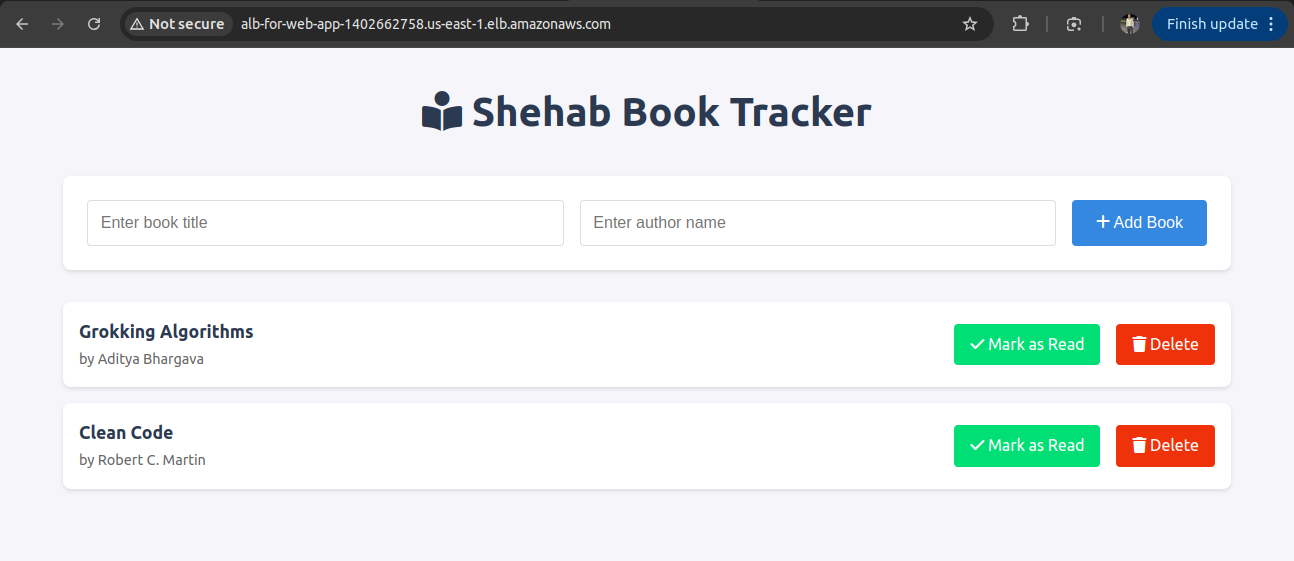 Not secure alb-for-web-app-1402662758.us-east-1.elb.amazonaws.com Finish update
Shehab Book Tracker
Enter book title Enter author name Add Book
Grokking Algorithms
by Aditya Bhargava
Mark as Read Delete
Clean Code
by Robert C. Martin
Mark as Read Delete